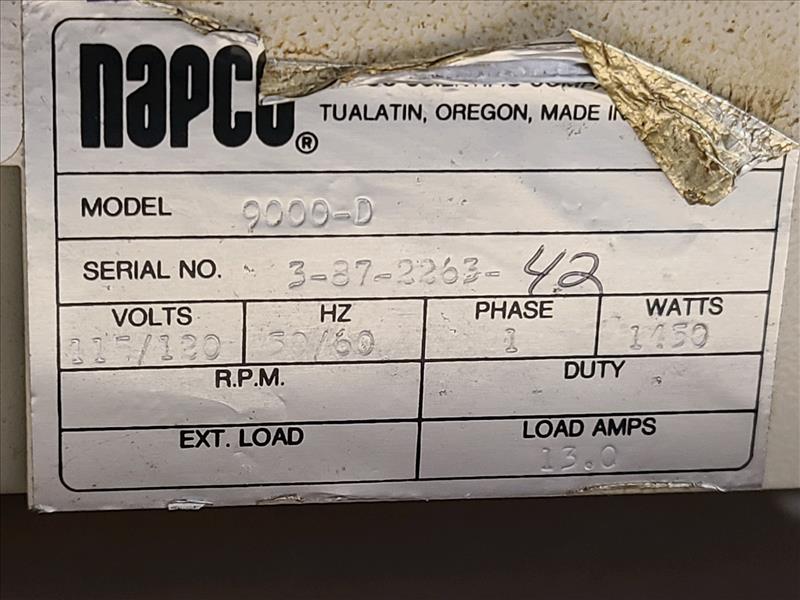 napco®
TUALATIN, OREGON, MADE IN
MODEL 9000-D
SERIAL NO. 3-87-2263-42
VOLTS HZ PHASE WATTS
115/120 50/60 1 1450
R.P.M. DUTY
EXT. LOAD LOAD AMPS
13.0